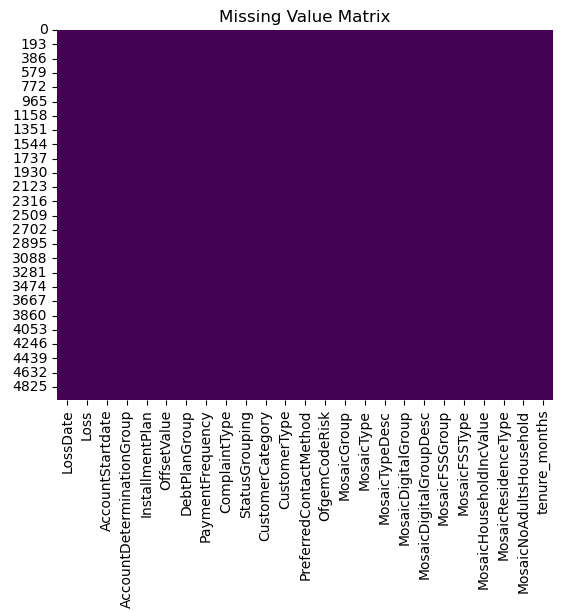 Missing Value Matrix
0
193
386
579
772
965
1158
1351
1544
1737
1930
2123
2316
2509
2702
2895
3088
3281
3474
3667
3860
4053
4246
4439
4632
4825
LossDate
Loss
AccountStartdate
AccountDeterminationGroup
InstallmentPlan
OffsetValue
DebtPlanGroup
PaymentFrequency
ComplaintType
StatusGrouping
CustomerCategory
CustomerType
PreferredContactMethod
OfgemCodeRisk
MosaicGroup
MosaicType
MosaicTypeDesc
MosaicDigitalGroup
MosaicDigitalGroupDesc
MosaicFSSGroup
MosaicFSSType
MosaicHouseholdIncValue
MosaicResidenceType
MosaicNoAdultsHousehold
tenure_months